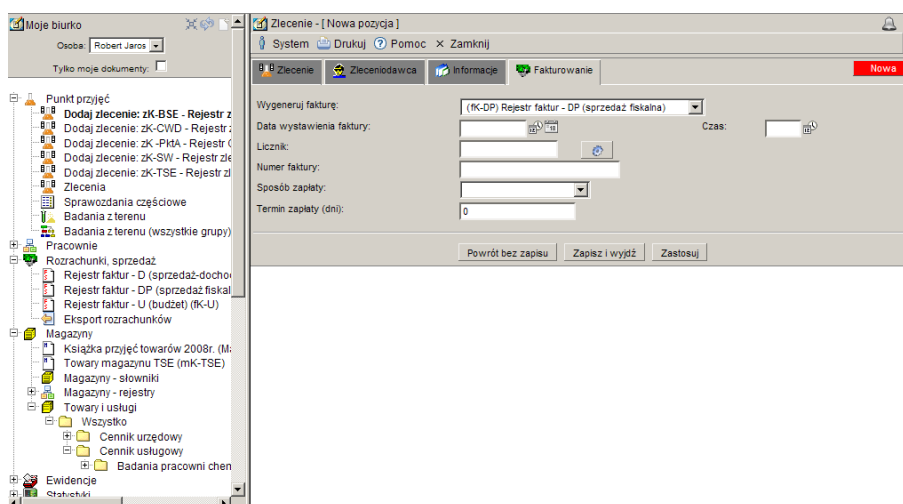 Moje biurko
Osoba: Robert Jaros
Tylko moje dokumenty:
Punkt przyjęć
Dodaj zlecenie: zK-BSE - Rejestr z
Dodaj zlecenie: zK-CWD - Rejestr z
Dodaj zlecenie: zK -PktA - Rejestr
Dodaj zlecenie: zK-SW - Rejestr zle
Dodaj zlecenie: zK-TSE - Rejestr zl
Zlecenia
Sprawozdania częściowe
Badania z terenu
Badania z terenu (wszystkie grupy)
Pracownie
Rozrachunki, sprzedaż
Rejestr faktur - D (sprzedaż-docho
Rejestr faktur - DP (sprzedaż fiskal
Rejestr faktur - U (budżet) (fK-U)
Eksport rozrachunków
Magazyny
Książka przyjęć towarów 2008r. (Ma
Towary magazynu TSE (mK-TSE)
Magazyny - słowniki
Magazyny - rejestry
Towary i usługi
Wszystko
Cennik urzędowy
Cennik usługowy
Badania pracowni chen
Ewidencje
Statystyki
Zlecenie - [ Nowa pozycja ]
System Drukuj Pomoc × Zamknij
Zlecenie Zleceniodawca Informacje Fakturowanie Nowa
Wygeneruj fakturę: (fK-DP) Rejestr faktur - DP (sprzedaż fiskalna)
Data wystawienia faktury: Czas:
Licznik:
Numer faktury:
Sposób zapłaty:
Termin zapłaty (dni): 0
Powrót bez zapisu Zapisz i wyjdź Zastosuj